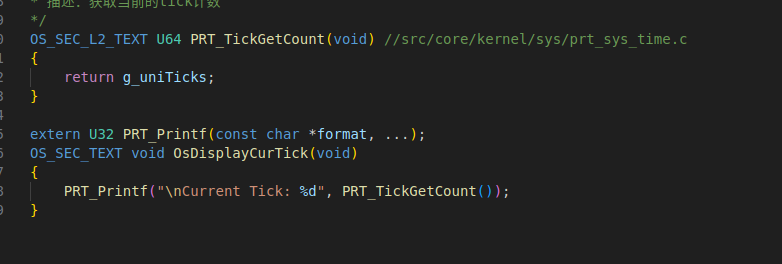 * 描述：获取当前的tick计数
*/
OS_SEC_L2_TEXT U64 PRT_TickGetCount(void) //src/core/kernel/sys/prt_sys_time.c
{
    return g_uniTicks;
}

extern U32 PRT_Printf(const char *format, ...);
OS_SEC_TEXT void OsDisplayCurTick(void)
{
    PRT_Printf("\nCurrent Tick: %d", PRT_TickGetCount());
}